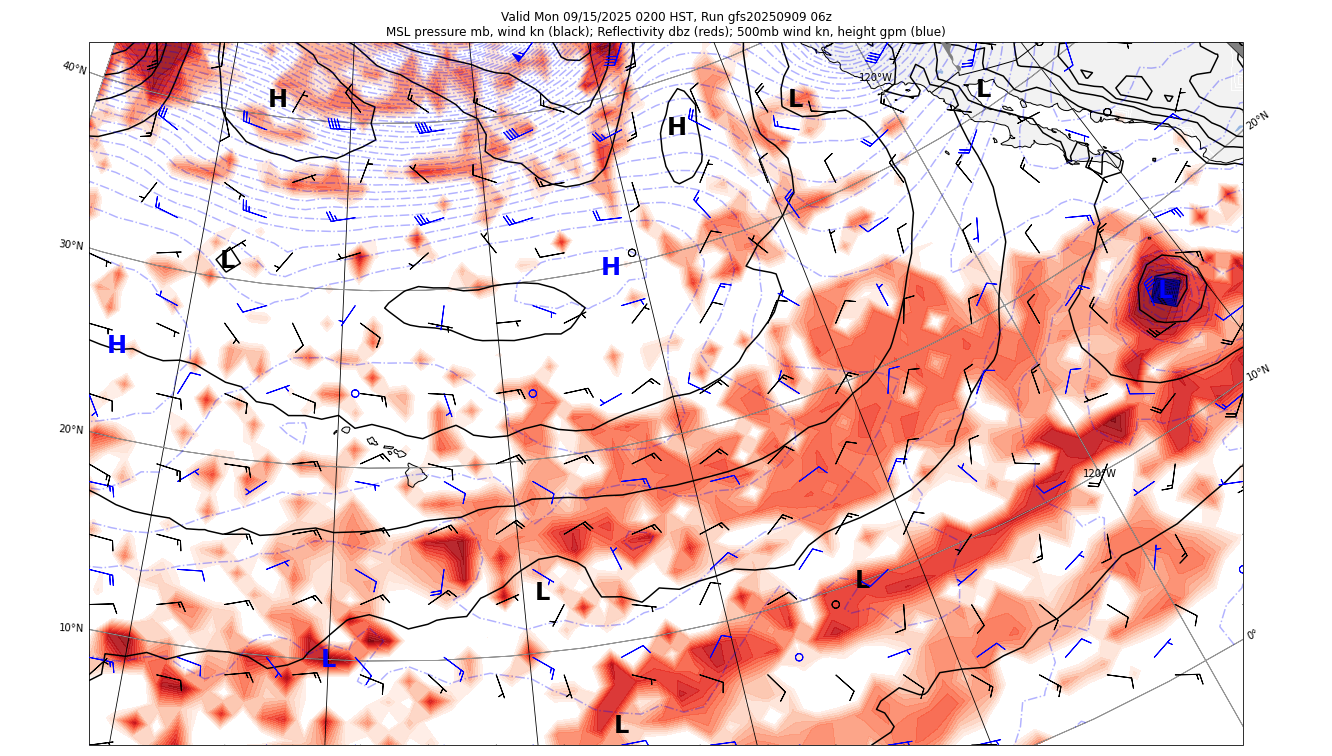 Valid Mon 09/15/2025 0200 HST, Run gfs20250909 06z
MSL pressure mb, wind kn (black); Reflectivity dbz (reds); 500mb wind kn, height gpm (blue)
40°N
120°W
H
L
L
H
20°N
30°N
L
H
L
H
10°N
20°N
120°W
L
L
10°N
0°
L
L